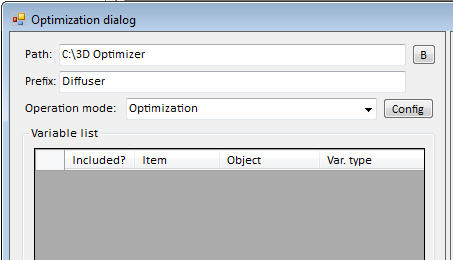 Optimization dialog
Path: C:\3D Optimizer B
Prefix: Diffuser
Operation mode: Optimization Config
Variable list
Included? Item Object Var. type